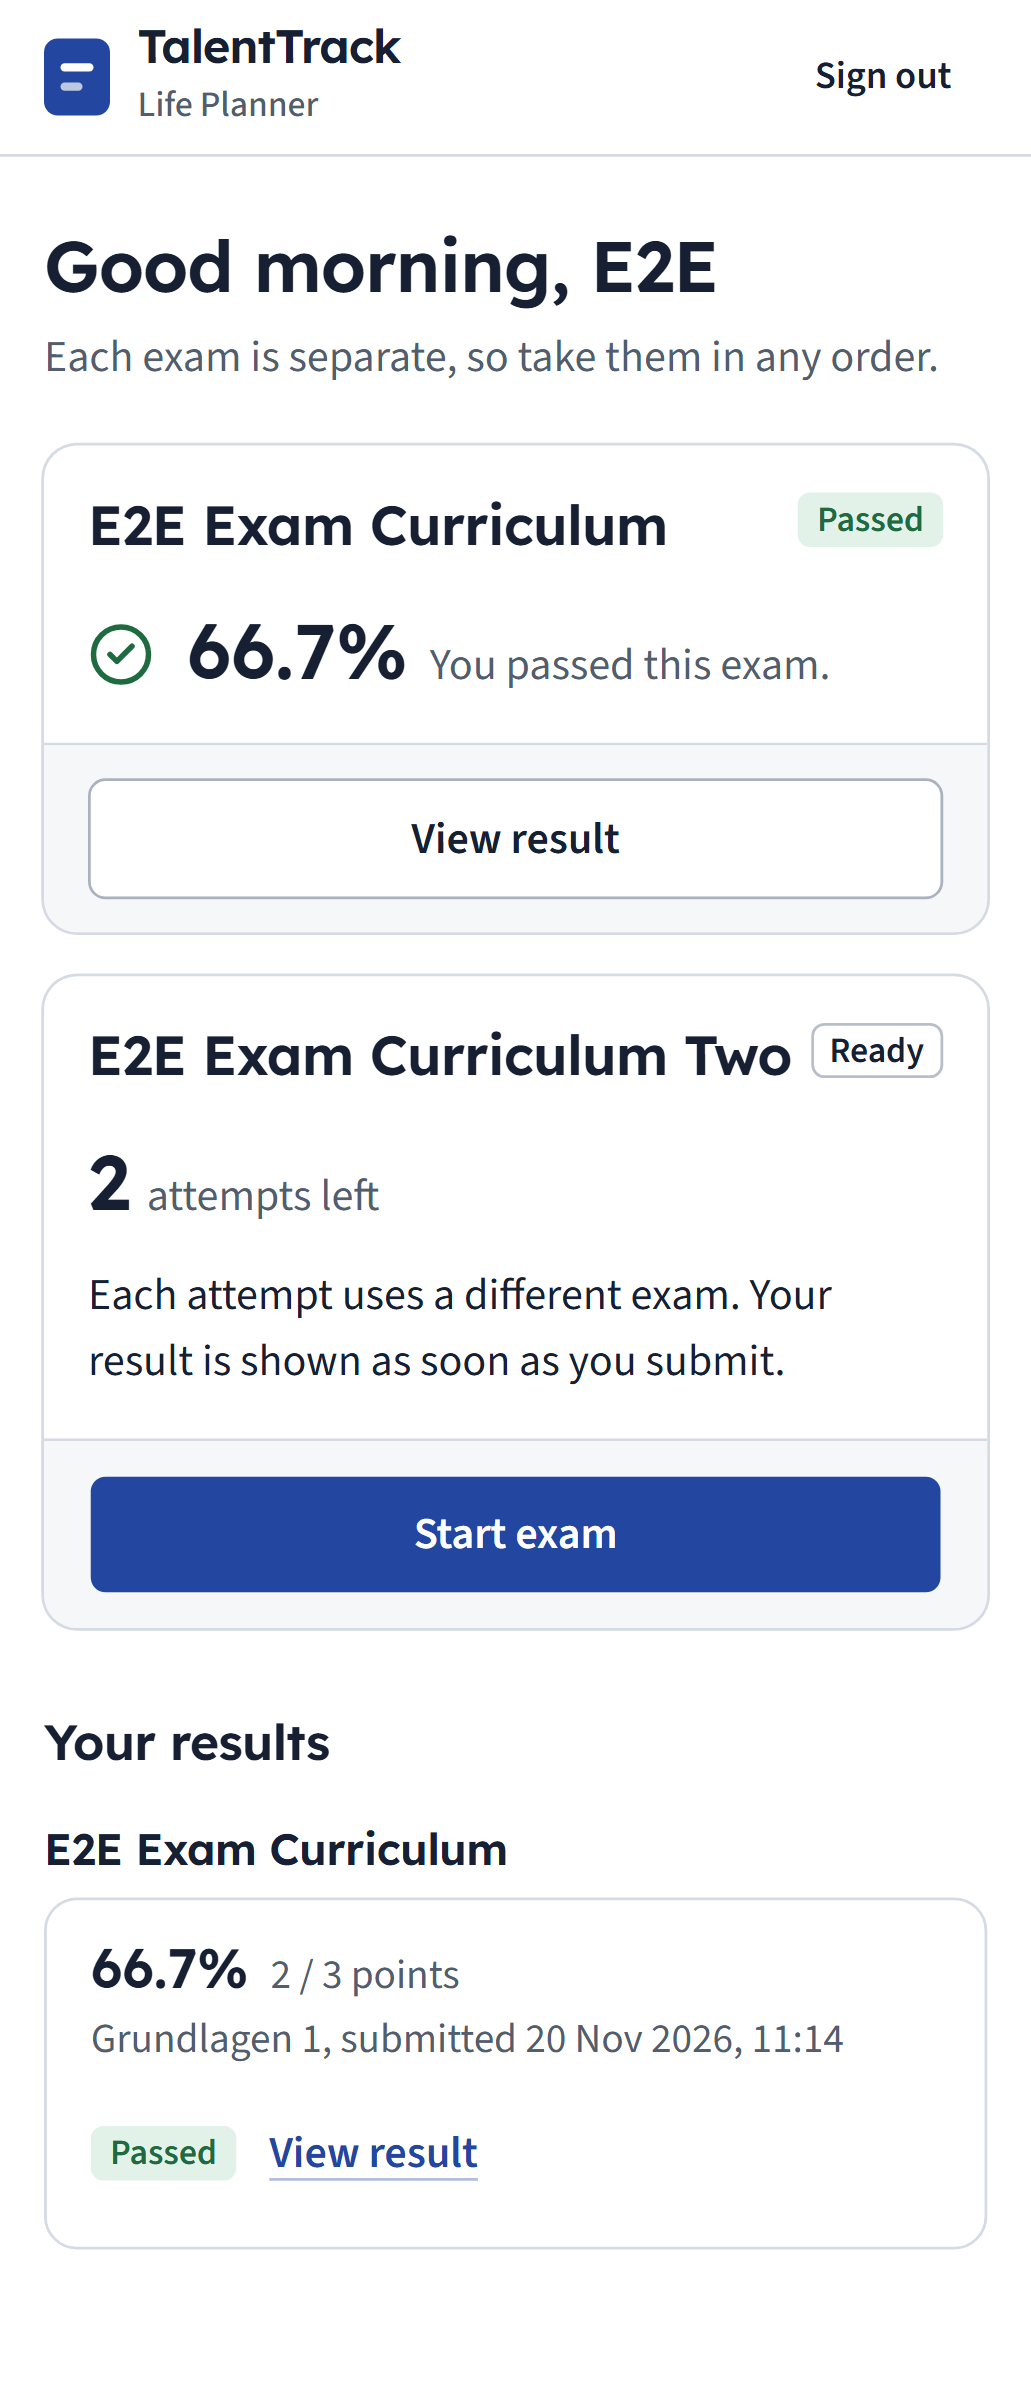 TalentTrack
Life Planner
Sign out
Good morning, E2E
Each exam is separate, so take them in any order.
E2E Exam Curriculum
Passed
66.7% You passed this exam.
View result
E2E Exam Curriculum Two
Ready
2 attempts left
Each attempt uses a different exam. Your
result is shown as soon as you submit.
Start exam
Your results
E2E Exam Curriculum
66.7% 2 / 3 points
Grundlagen 1, submitted 20 Nov 2026, 11:14
Passed
View result